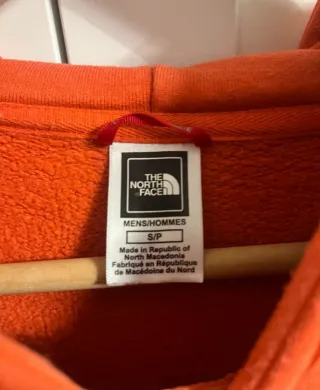 THE
NORTH
FACE
MENS/HOMMES
S/P
Made in Republic of
North Macedonia
Fabriqué en République
de Macédoine du Nord